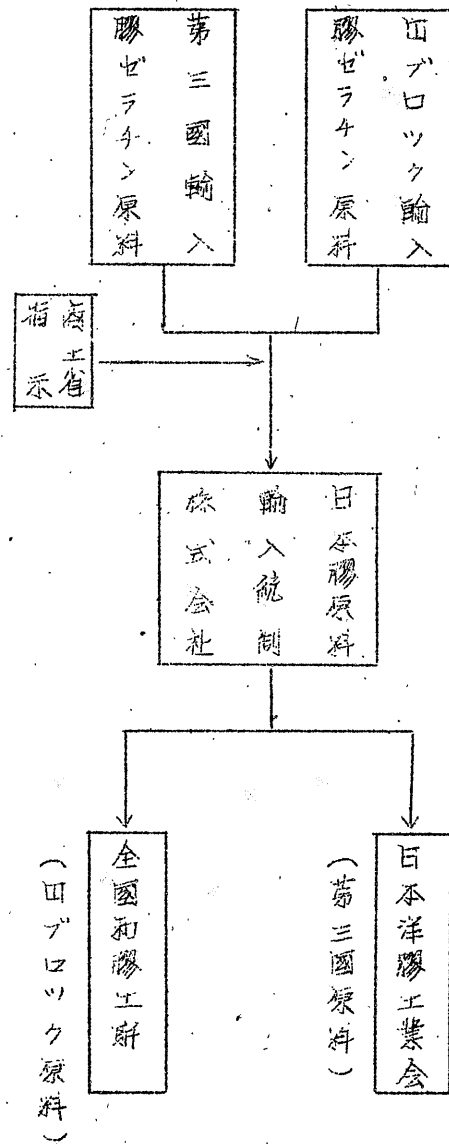 円ブロツク輸入
膠ゼラチン原料
第三國輸入
膠ゼラチン原料
商工省
指示
日本膠原料
輸入統制
株式会社
日本洋膠工業会
(第三國原料)
全國和膠工聯
(円ブロツク原料)